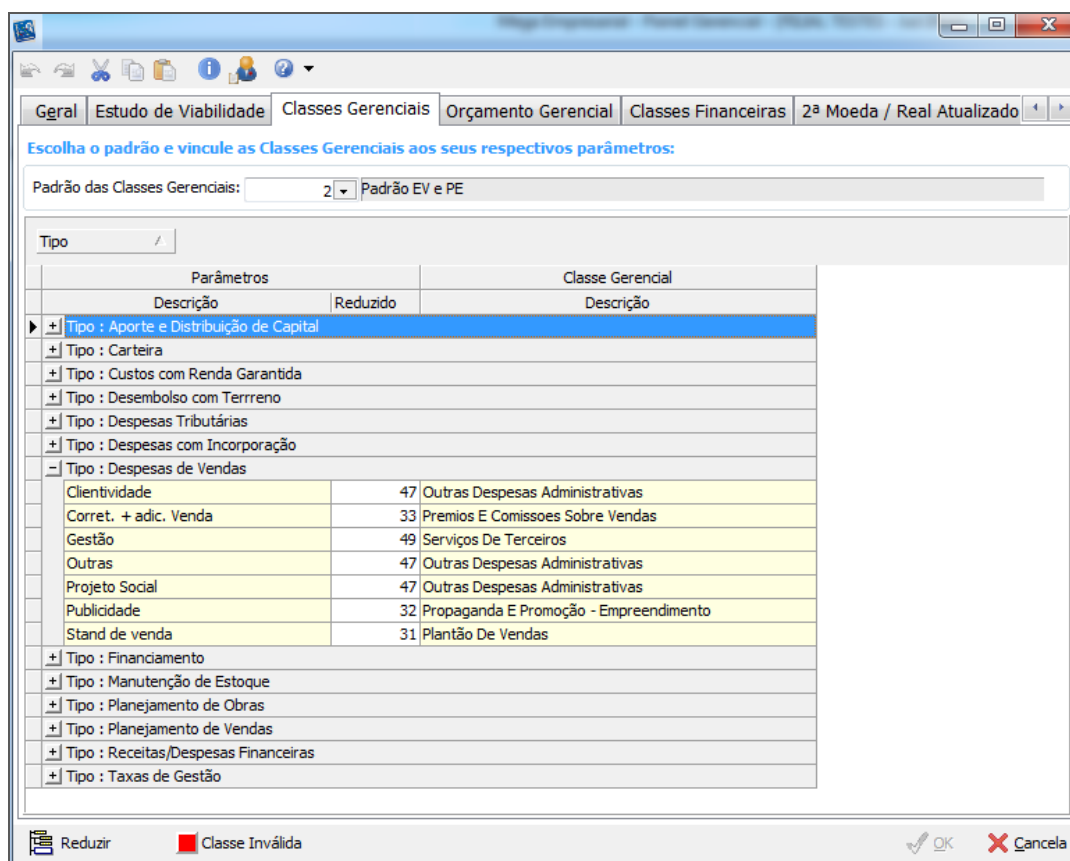 Mega Empresarial - Painel Gerencial - (FILIAL TESTES -
Geral Estudo de Viabilidade Classes Gerenciais Orçamento Gerencial Classes Financeiras 2ª Moeda / Real Atualizado
Escolha o padrão e vincule as Classes Gerenciais aos seus respectivos parâmetros:
Padrão das Classes Gerenciais: 2 Padrão EV e PE
Tipo
Parâmetros Classe Gerencial
Descrição Reduzido Descrição
Tipo : Aporte e Distribuição de Capital
Tipo : Carteira
Tipo : Custos com Renda Garantida
Tipo : Desembolso com Terrreno
Tipo : Despesas Tributárias
Tipo : Despesas com Incorporação
Tipo : Despesas de Vendas
Clientividade 47 Outras Despesas Administrativas
Corret. + adic. Venda 33 Premios E Comissoes Sobre Vendas
Gestão 49 Serviços De Terceiros
Outras 47 Outras Despesas Administrativas
Projeto Social 47 Outras Despesas Administrativas
Publicidade 32 Propaganda E Promoção - Empreendimento
Stand de venda 31 Plantão De Vendas
Tipo : Financiamento
Tipo : Manutenção de Estoque
Tipo : Planejamento de Obras
Tipo : Planejamento de Vendas
Tipo : Receitas/Despesas Financeiras
Tipo : Taxas de Gestão
Reduzir Classe Inválida OK Cancela